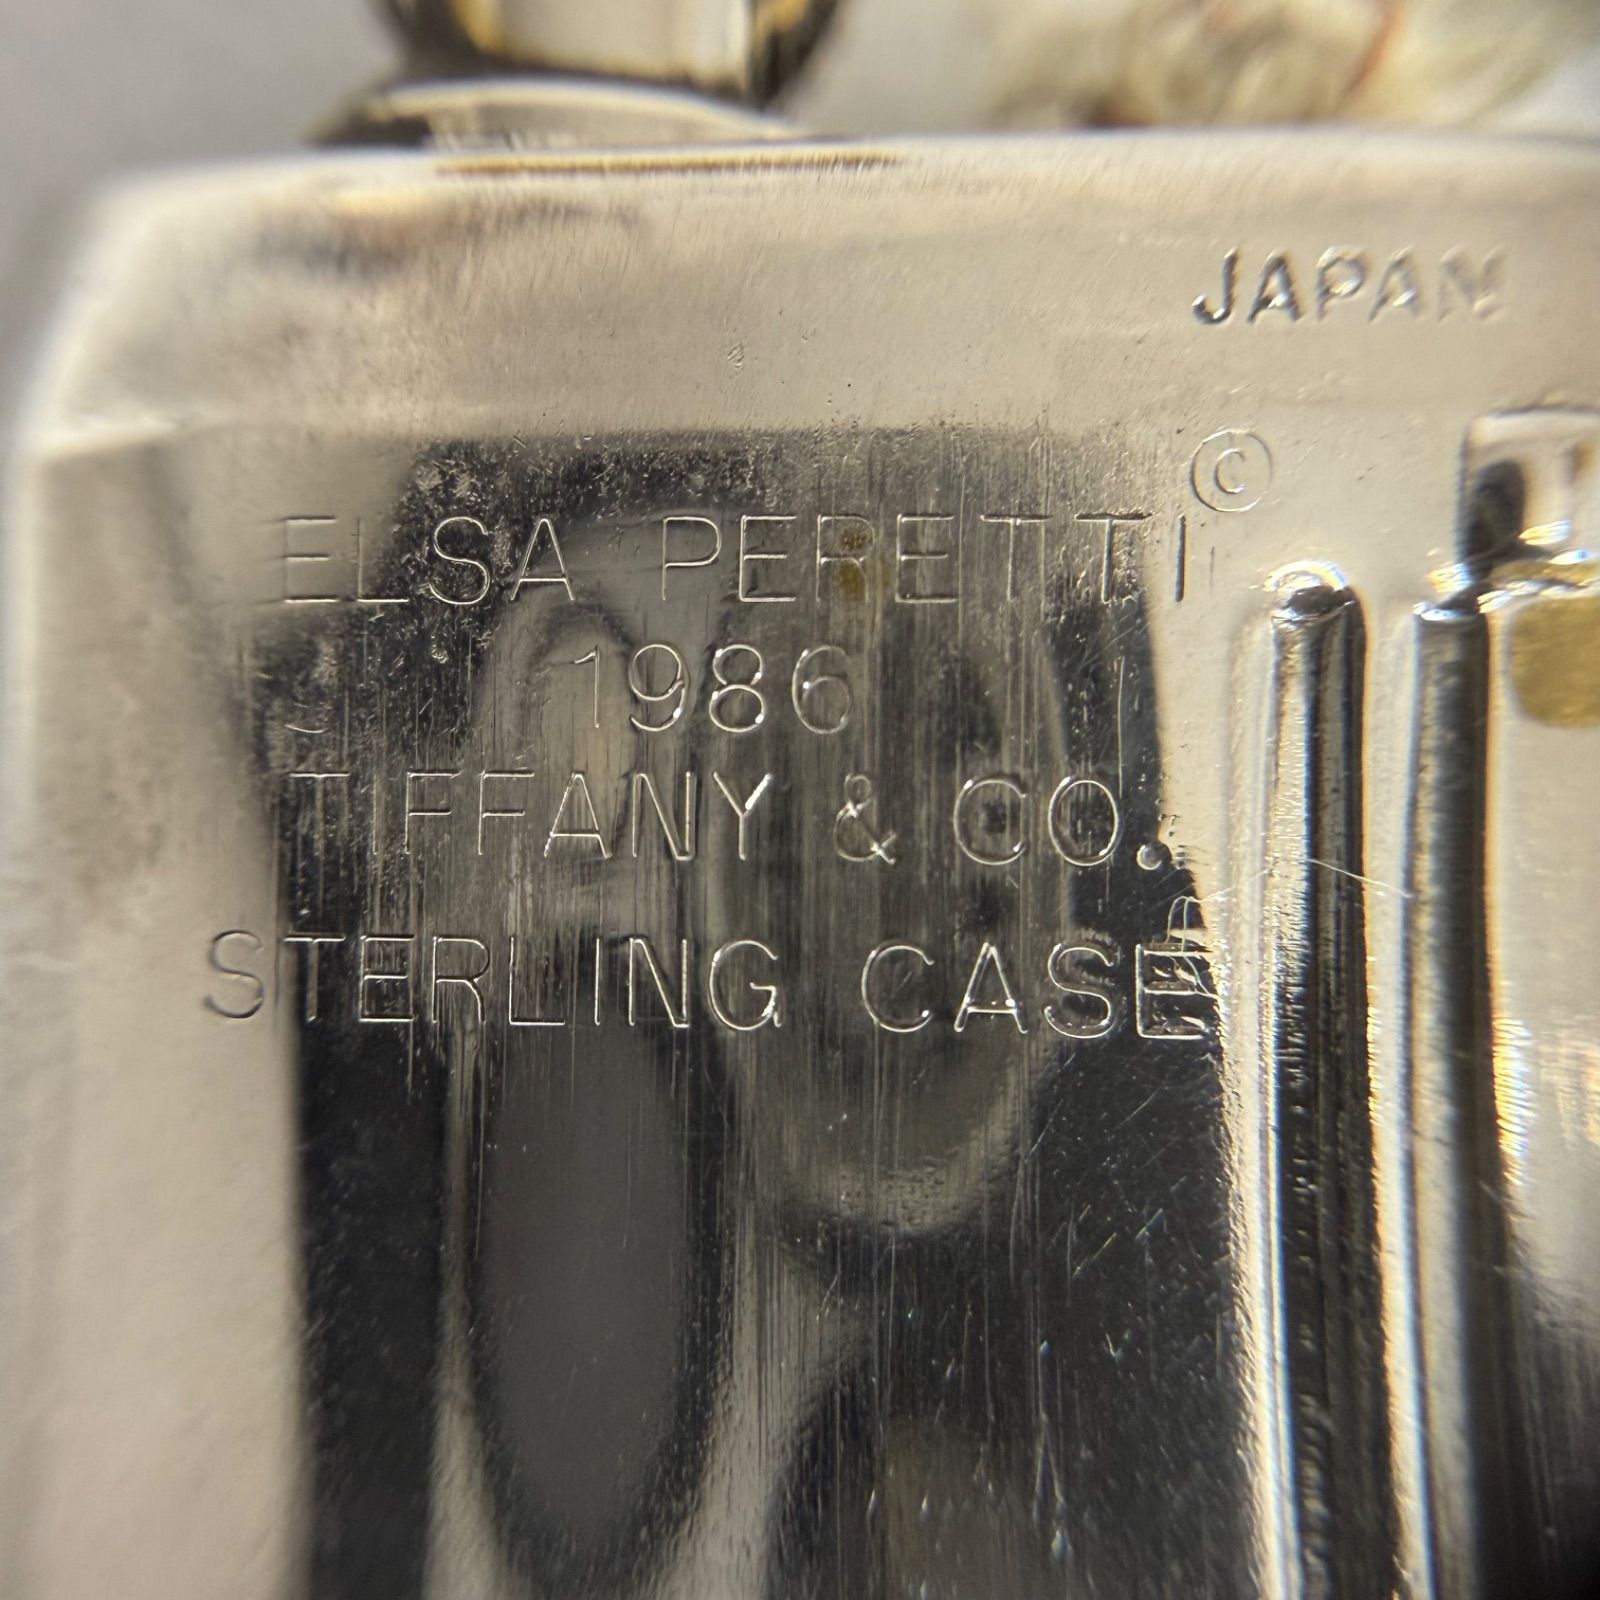 JAPAN
ELSA PERETTI ©
1986
TIFFANY & CO.
STERLING CASE